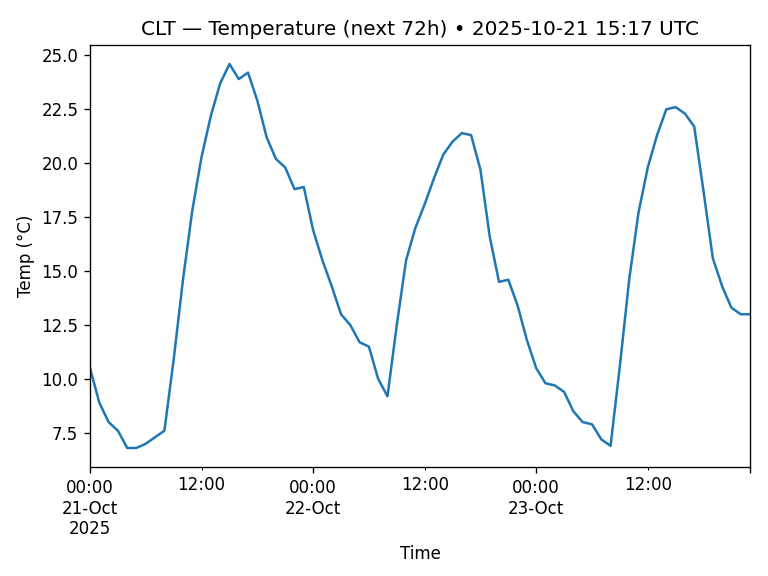 CLT — Temperature (next 72h) • 2025-10-21 15:17 UTC
25.0
22.5
20.0
17.5
15.0
12.5
10.0
7.5
Temp (°C)
00:00 12:00 00:00 12:00 00:00 12:00
21-Oct 22-Oct 23-Oct
2025
Time